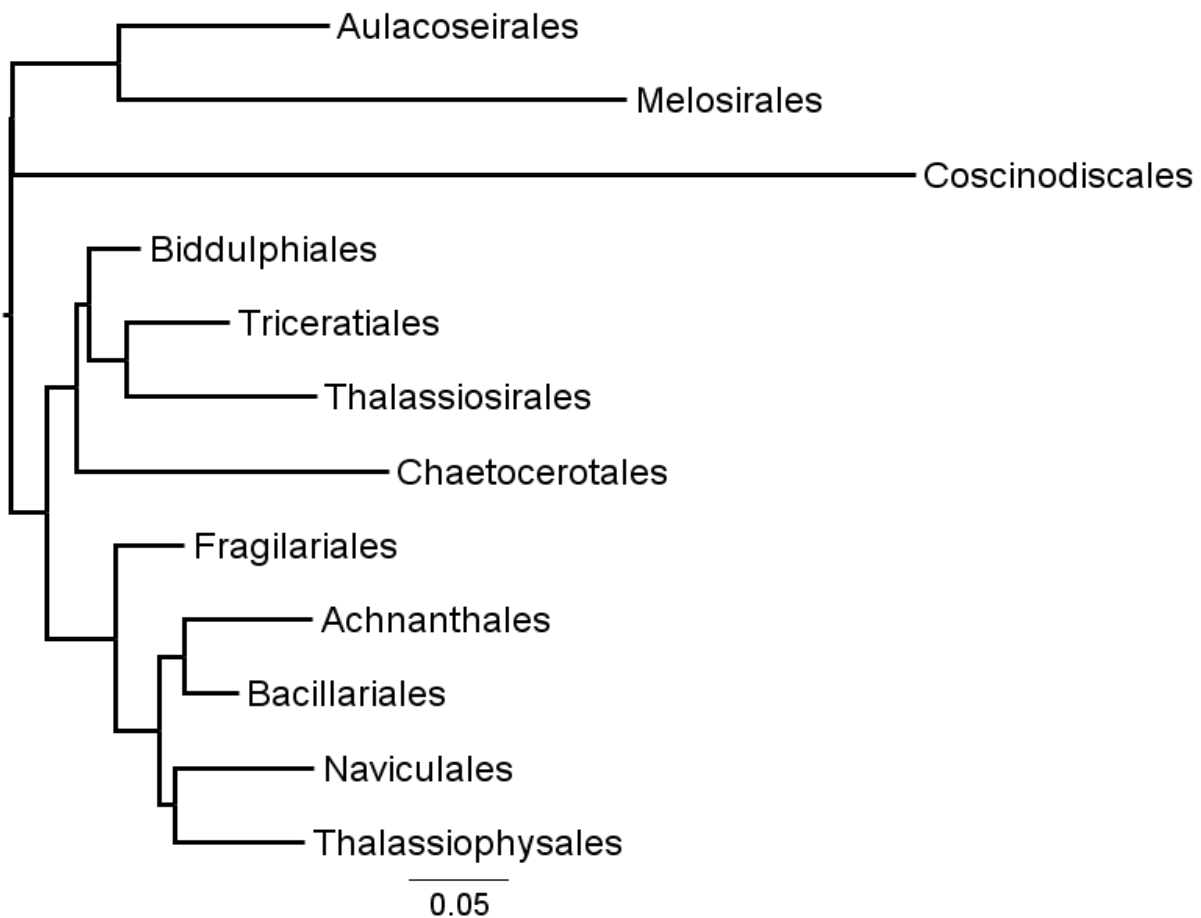 Aulacoseirales
Melosirales
Coscinodiscales
Biddulphiales
Triceratiales
Thalassiosirales
Chaetocerotales
Fragilariales
Achnanthales
Bacillariales
Naviculales
Thalassiophysales
0.05